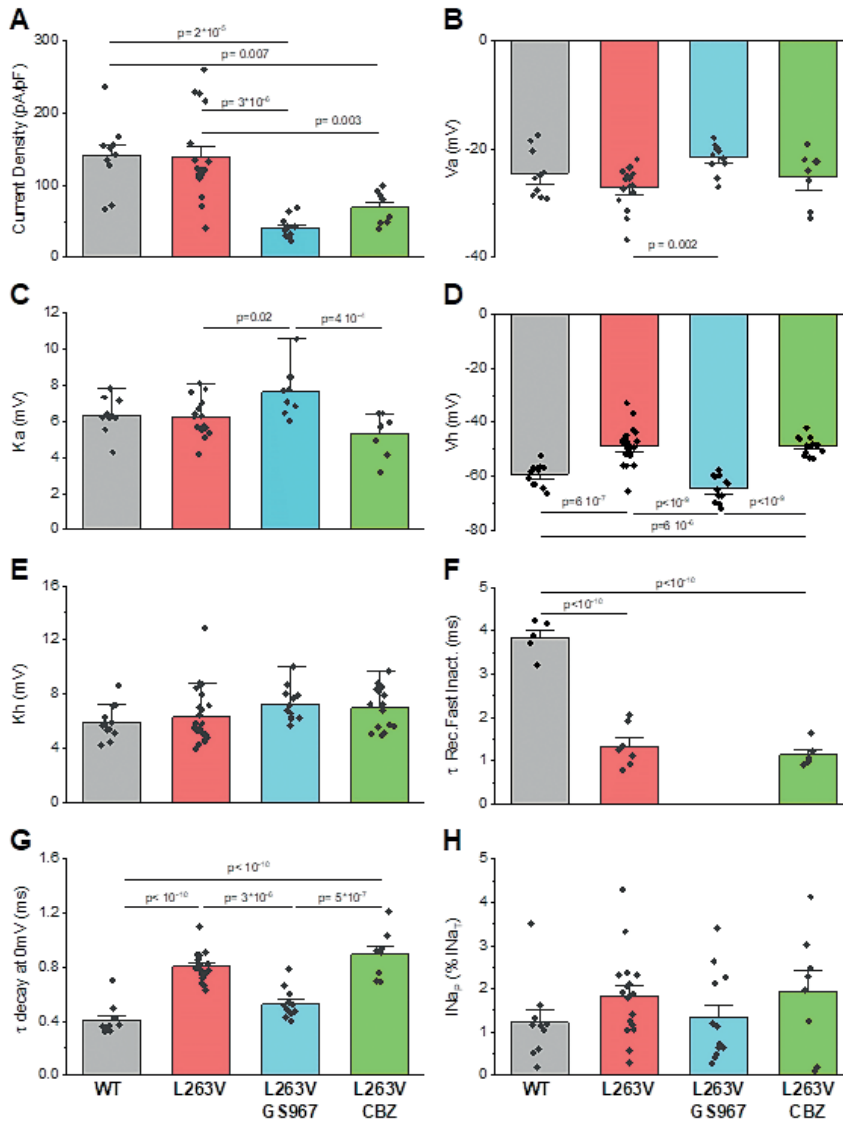 A
Current Density (pA/pF)
300
200
100
0
p= 2*10⁻⁵
p= 0.007
p= 3*10⁻⁶
p= 0.003
B
Va (mV)
0
-20
-40
p = 0.002
C
Ka (mV)
12
10
8
6
4
2
0
p=0.02
p=4 10⁻⁴
D
Vh (mV)
0
-20
-40
-60
-80
p=6 10⁻⁷
p<10⁻⁹
p<10⁻⁹
p=6 10⁻⁶
E
Kh (mV)
16
12
8
4
0
F
τ Rec.Fast Inact. (ms)
5
4
3
2
1
0
p<10⁻¹⁰
p<10⁻¹⁰
G
τ decay at 0mV (ms)
1.6
1.2
0.8
0.4
0.0
p< 10⁻¹⁰
p< 10⁻¹⁰
p= 3*10⁻⁶
p= 5*10⁻⁷
WT
L263V
L263V
GS967
L263V
CBZ
H
INaₚ (% INaₜ)
5
4
3
2
1
0
WT
L263V
L263V
GS967
L263V
CBZ